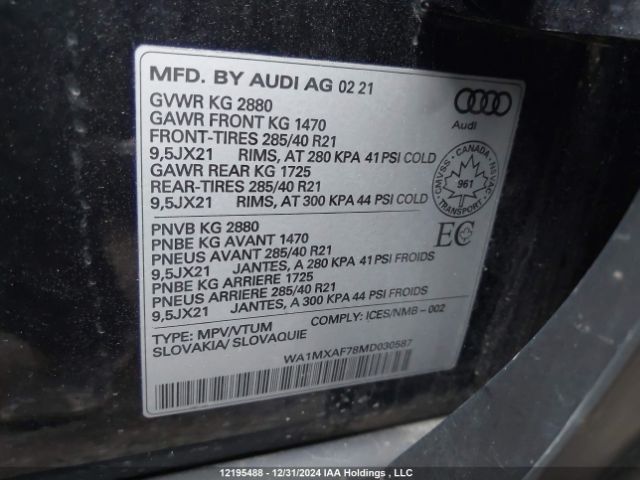 MFD. BY AUDI AG 02 21
GVWR KG 2880
GAWR FRONT KG 1470
FRONT-TIRES 285/40 R21
9,5JX21 RIMS, AT 280 KPA 41 PSI COLD
GAWR REAR KG 1725
REAR-TIRES 285/40 R21
9,5JX21 RIMS, AT 300 KPA 44 PSI COLD
Audi
CMVSS - CANADA - NSVAC
961
TRANSPORT
PNVB KG 2880
PNBE KG AVANT 1470
PNEUS AVANT 285/40 R21
9,5JX21 JANTES, A 280 KPA 41 PSI FROIDS
PNBE KG ARRIERE 1725
PNEUS ARRIERE 285/40 R21
9,5JX21 JANTES, A 300 KPA 44 PSI FROIDS
EC
TYPE: MPV/VTUM COMPLY: ICES/NMB-002
SLOVAKIA/ SLOVAQUIE
WA1MXAF78MD030587
12195488 - 12/31/2024 IAA Holdings , LLC